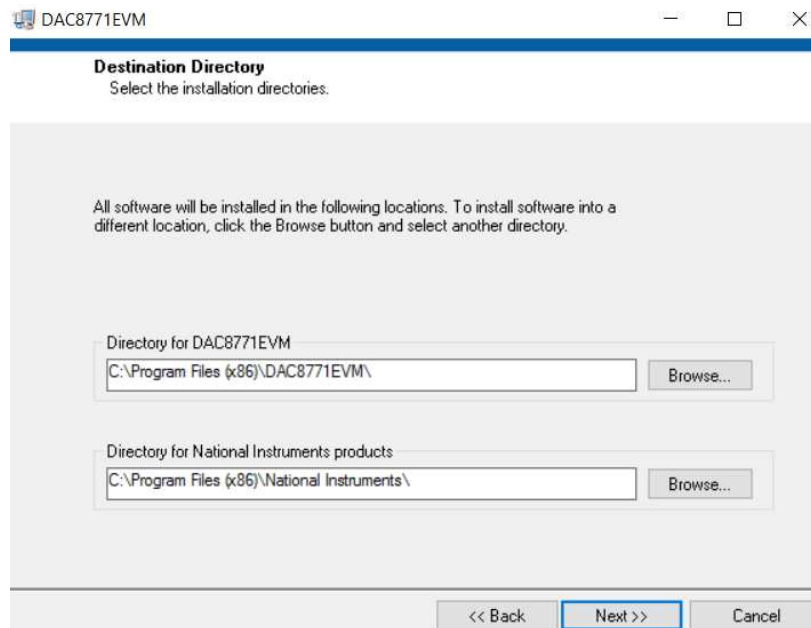 DAC8771EVM
Destination Directory
Select the installation directories.
All software will be installed in the following locations. To install software into a
different location, click the Browse button and select another directory.
Directory for DAC8771EVM
C:\Program Files (x86)\DAC8771EVM\
Browse...
Directory for National Instruments products
C:\Program Files (x86)\National Instruments\
Browse...
<< Back
Next >>
Cancel